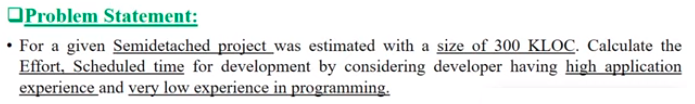 ❑Problem Statement:
• For a given Semidetached project was estimated with a size of 300 KLOC. Calculate the
Effort, Scheduled time for development by considering developer having high application
experience and very low experience in programming.